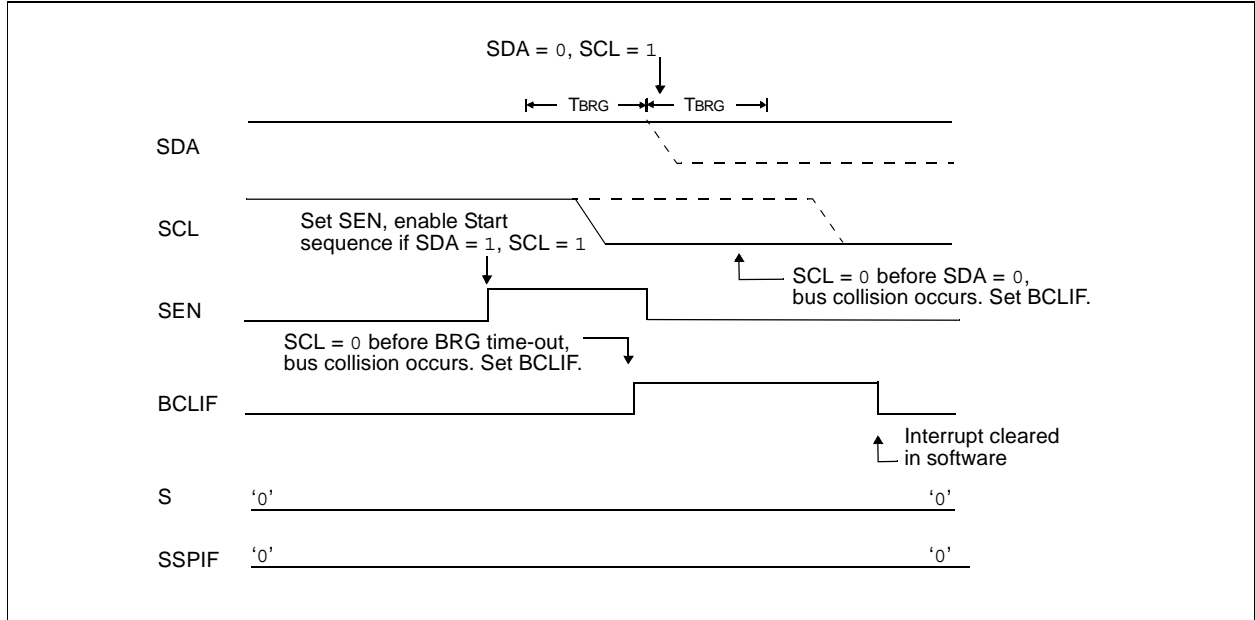 SDA = 0, SCL = 1
TBRG TBRG
SDA
SCL
Set SEN, enable Start
sequence if SDA = 1, SCL = 1
SCL = 0 before SDA = 0,
bus collision occurs. Set BCLIF.
SEN
SCL = 0 before BRG time-out,
bus collision occurs. Set BCLIF.
BCLIF
Interrupt cleared
in software
S ‘0’ ‘0’
SSPIF ‘0’ ‘0’